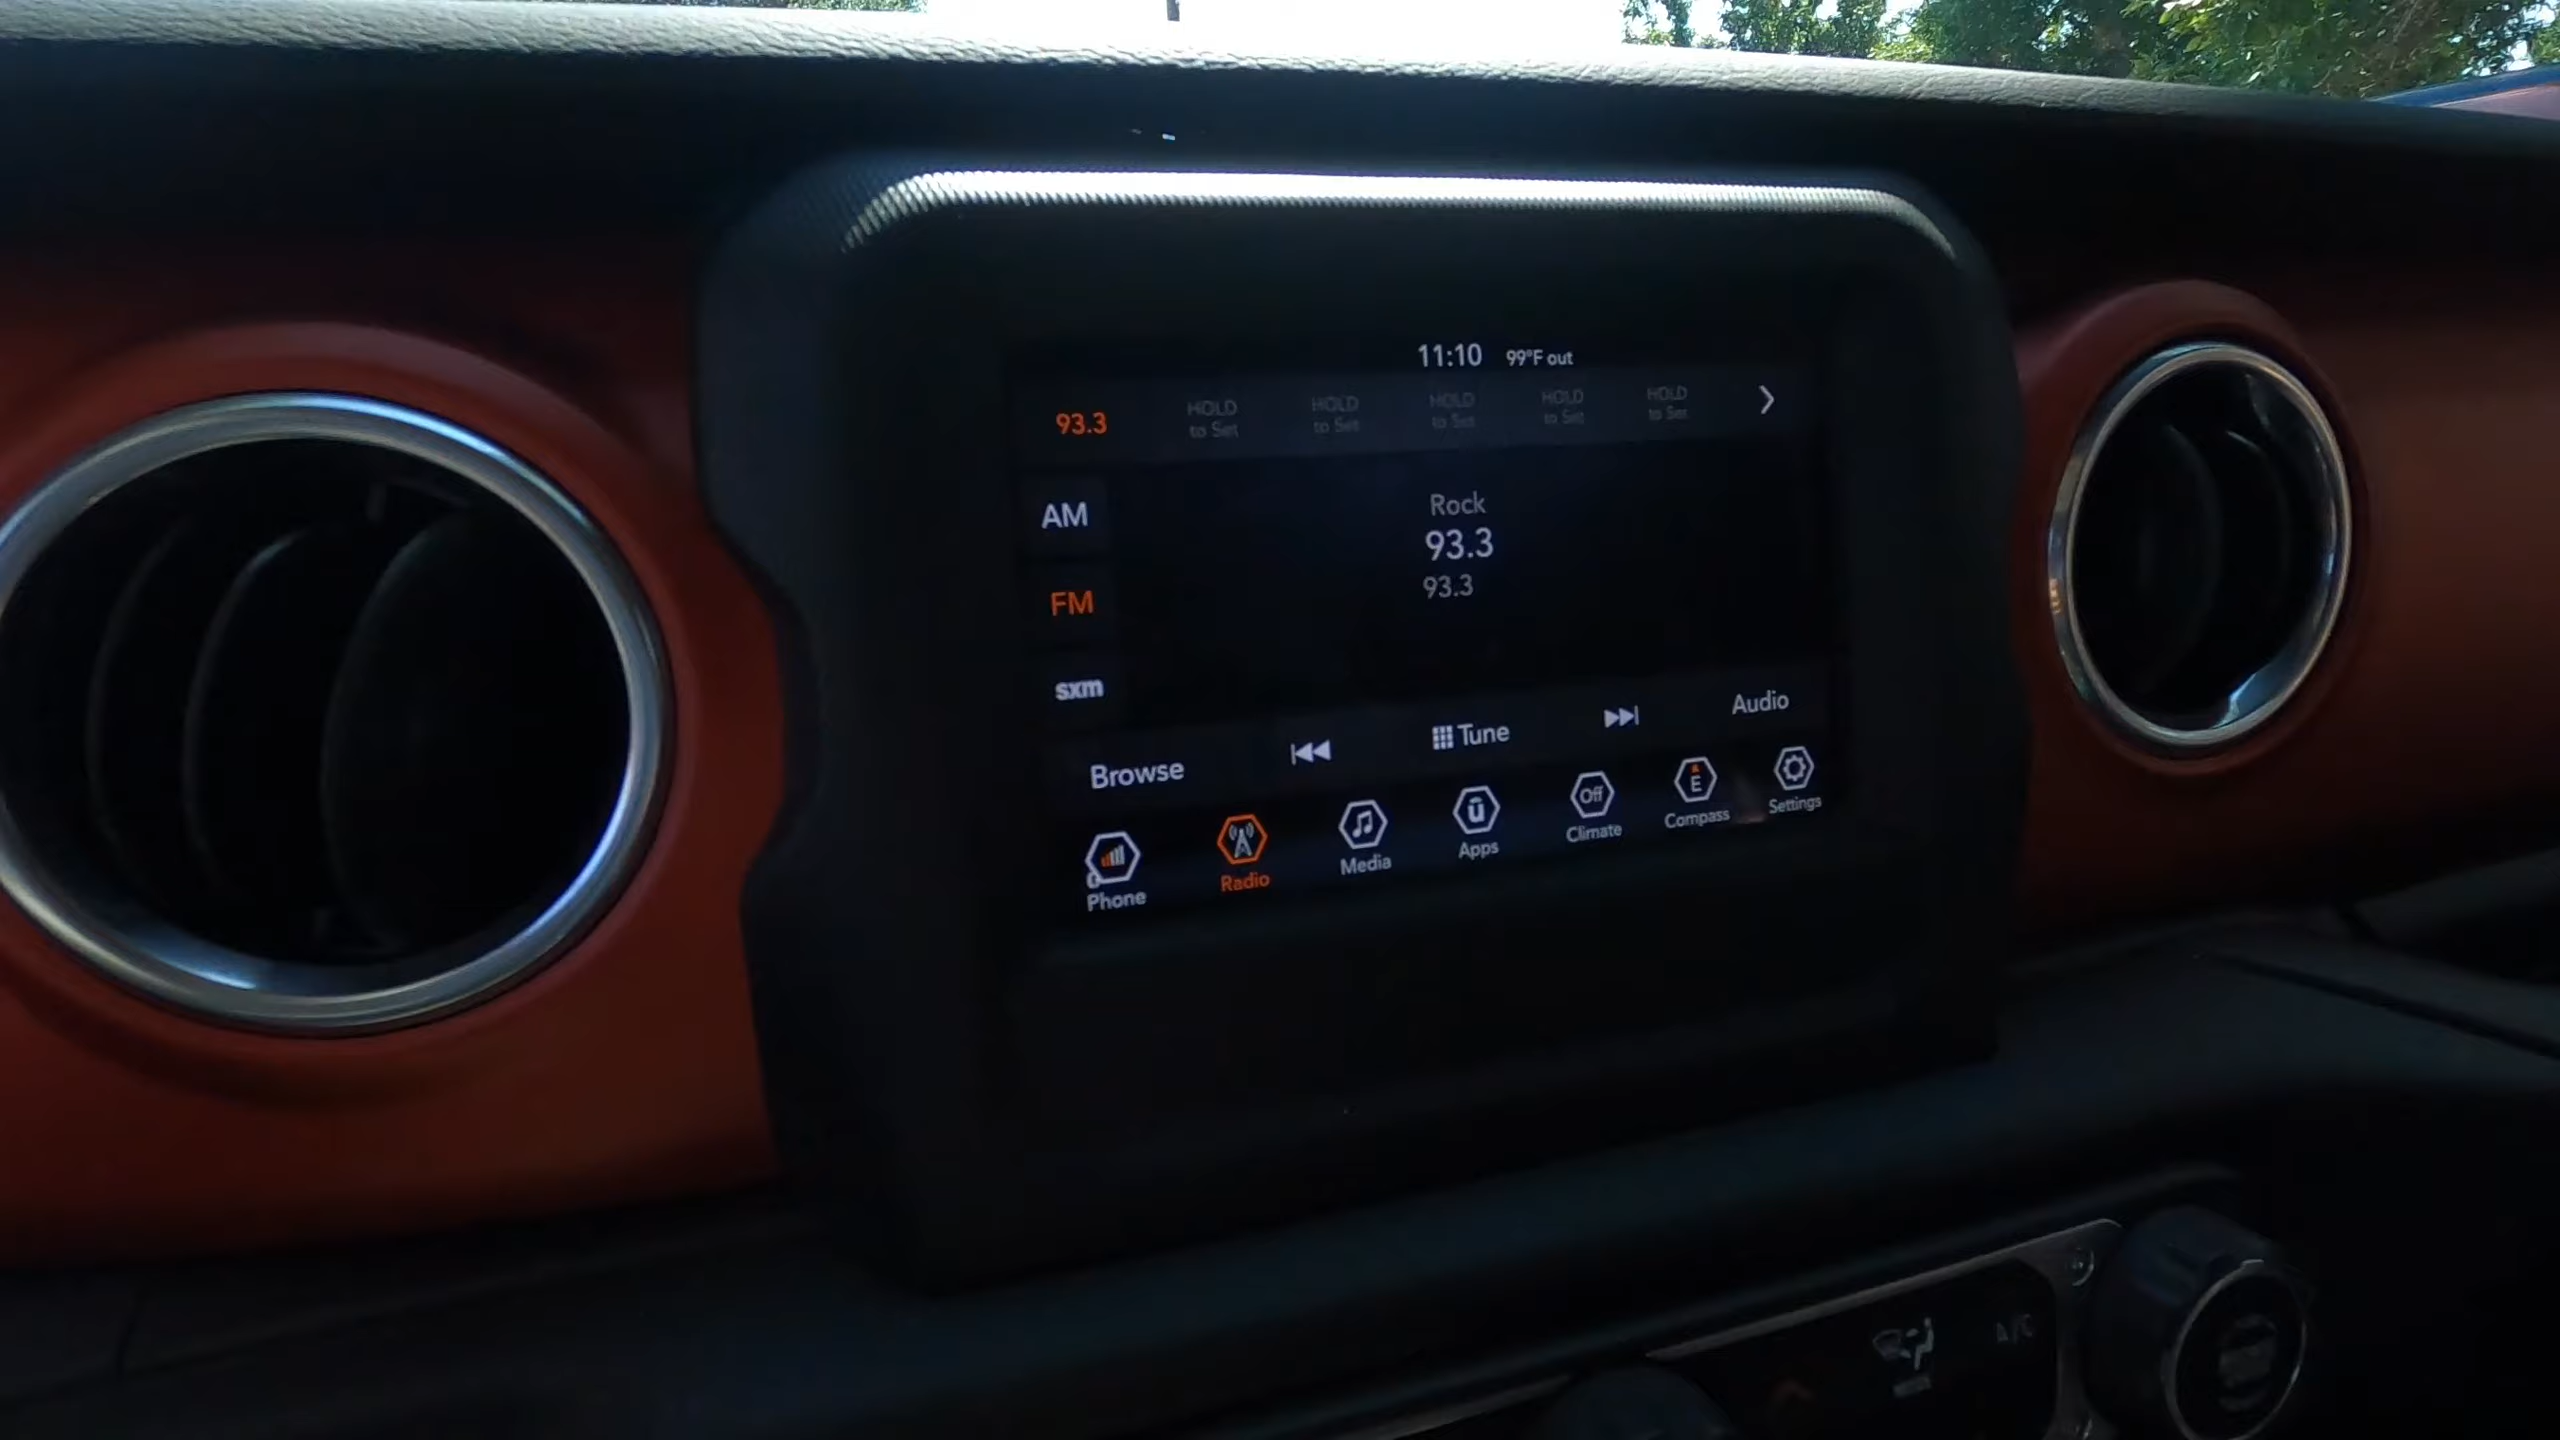 11:10 99°F out
93.3
HOLD
to Set
HOLD
to Set
HOLD
to Set
HOLD
to Set
HOLD
to Set
AM
FM
sxm
Rock
93.3
93.3
Browse
Tune
Audio
Phone
Radio
Media
Apps
Off
Climate
E
Compass
Settings
A/C